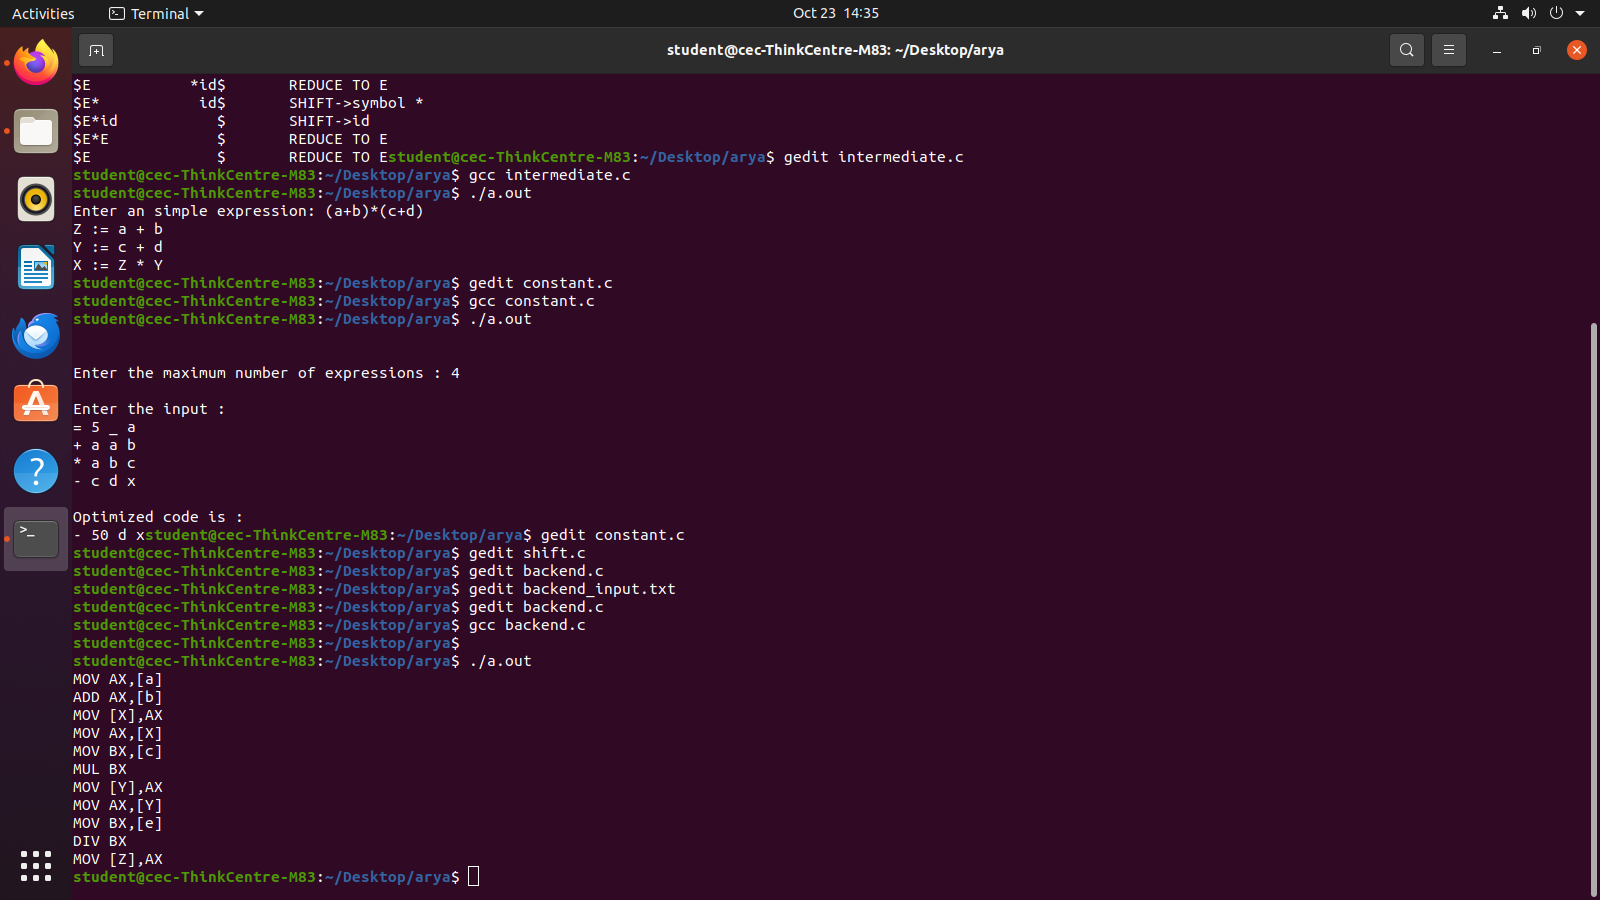 Activities Terminal Oct 23 14:35
student@cec-ThinkCentre-M83: ~/Desktop/arya
$E *id$ REDUCE TO E
$E* id$ SHIFT->symbol *
$E*id $ SHIFT->id
$E*E $ REDUCE TO E
$E $ REDUCE TO Estudent@cec-ThinkCentre-M83:~/Desktop/arya$ gedit intermediate.c
student@cec-ThinkCentre-M83:~/Desktop/arya$ gcc intermediate.c
student@cec-ThinkCentre-M83:~/Desktop/arya$ ./a.out
Enter an simple expression: (a+b)*(c+d)
Z := a + b
Y := c + d
X := Z * Y
student@cec-ThinkCentre-M83:~/Desktop/arya$ gedit constant.c
student@cec-ThinkCentre-M83:~/Desktop/arya$ gcc constant.c
student@cec-ThinkCentre-M83:~/Desktop/arya$ ./a.out
Enter the maximum number of expressions : 4
Enter the input :
= 5 _ a
+ a a b
* a b c
- c d x
Optimized code is :
- 50 d xstudent@cec-ThinkCentre-M83:~/Desktop/arya$ gedit constant.c
student@cec-ThinkCentre-M83:~/Desktop/arya$ gedit shift.c
student@cec-ThinkCentre-M83:~/Desktop/arya$ gedit backend.c
student@cec-ThinkCentre-M83:~/Desktop/arya$ gedit backend_input.txt
student@cec-ThinkCentre-M83:~/Desktop/arya$ gedit backend.c
student@cec-ThinkCentre-M83:~/Desktop/arya$ gcc backend.c
student@cec-ThinkCentre-M83:~/Desktop/arya$
student@cec-ThinkCentre-M83:~/Desktop/arya$ ./a.out
MOV AX,[a]
ADD AX,[b]
MOV [X],AX
MOV AX,[X]
MOV BX,[c]
MUL BX
MOV [Y],AX
MOV AX,[Y]
MOV BX,[e]
DIV BX
MOV [Z],AX
student@cec-ThinkCentre-M83:~/Desktop/arya$